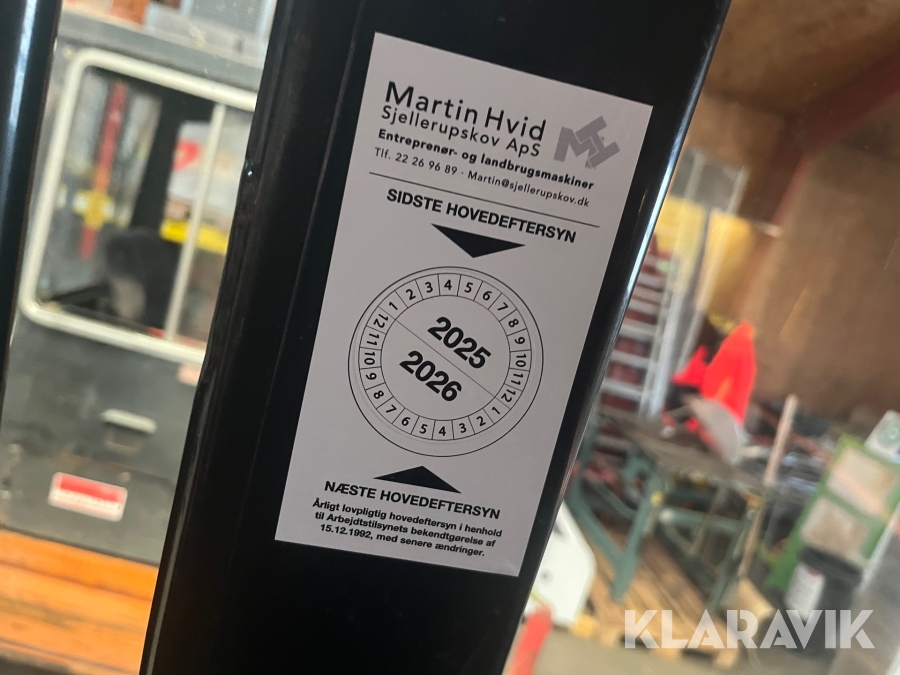 Martin Hvid
Sjellerupskov ApS
Entreprenør- og landbrugsmaskiner
Tlf. 22 26 96 89 · Martin@sjellerupskov.dk
SIDSTE HOVEDEFTERSYN
1 2 3 4 5 6 7 8 9 10 11 12
2025
2026
12 11 10 9 8 7 6 5 4 3 2 1
NÆSTE HOVEDEFTERSYN
Årligt lovpligtig hovedeftersyn i henhold
til Arbejdtstilsynets bekendtgørelse af
15.12.1992, med senere ændringer.
KLARAVIK